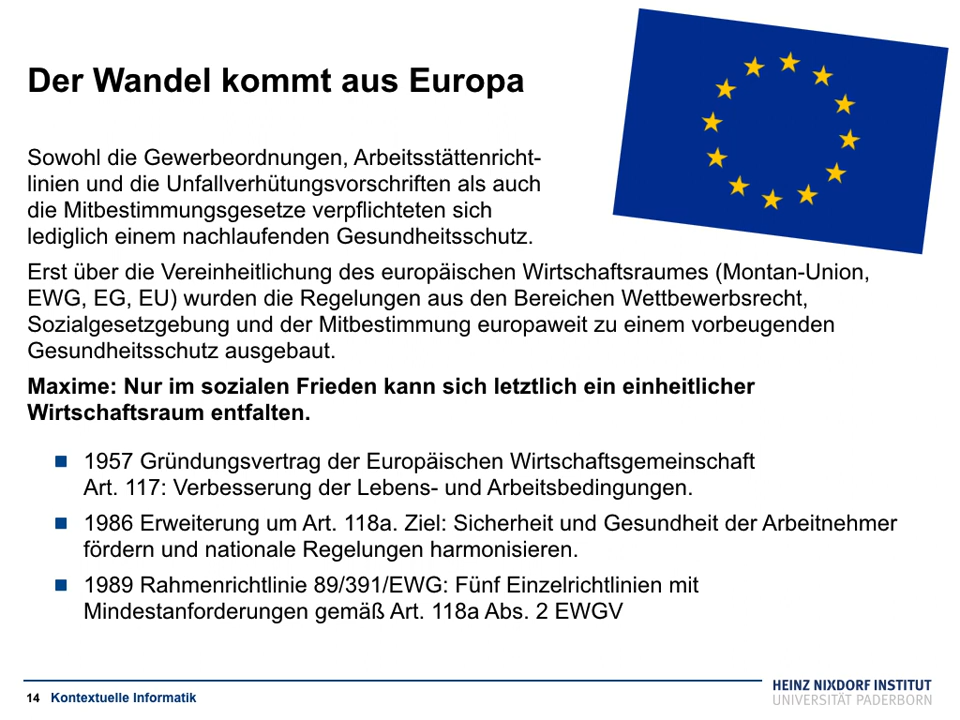 Der Wandel kommt aus Europa
Sowohl die Gewerbeordnungen, Arbeitsstättenricht-
linien und die Unfallverhütungsvorschriften als auch
die Mitbestimmungsgesetze verpflichteten sich
lediglich einem nachlaufenden Gesundheitsschutz.
Erst über die Vereinheitlichung des europäischen Wirtschaftsraumes (Montan-Union,
EWG, EG, EU) wurden die Regelungen aus den Bereichen Wettbewerbsrecht,
Sozialgesetzgebung und der Mitbestimmung europaweit zu einem vorbeugenden
Gesundheitsschutz ausgebaut.
Maxime: Nur im sozialen Frieden kann sich letztlich ein einheitlicher
Wirtschaftsraum entfalten.
1957 Gründungsvertrag der Europäischen Wirtschaftsgemeinschaft
Art. 117: Verbesserung der Lebens- und Arbeitsbedingungen.
1986 Erweiterung um Art. 118a. Ziel: Sicherheit und Gesundheit der Arbeitnehmer
fördern und nationale Regelungen harmonisieren.
1989 Rahmenrichtlinie 89/391/EWG: Fünf Einzelrichtlinien mit
Mindestanforderungen gemäß Art. 118a Abs. 2 EWGV
14 Kontextuelle Informatik
HEINZ NIXDORF INSTITUT
UNIVERSITÄT PADERBORN